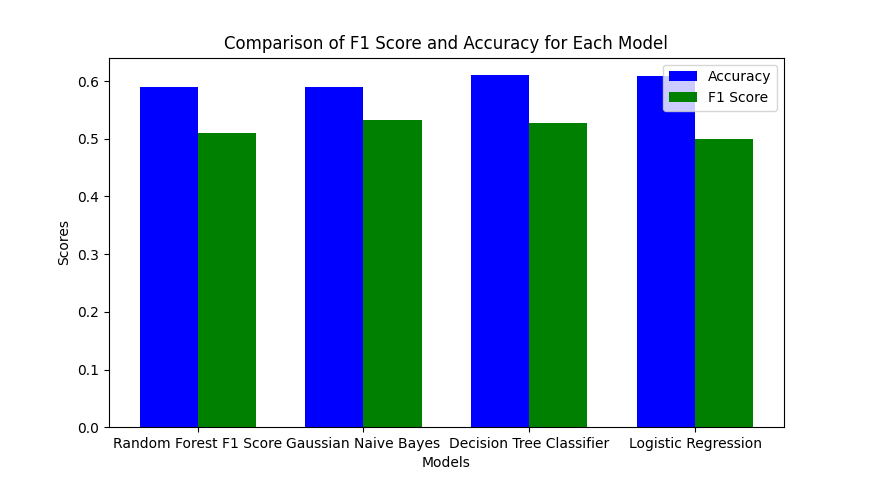 Comparison of F1 Score and Accuracy for Each Model
Accuracy
F1 Score
0.6
0.5
0.4
0.3
0.2
0.1
0.0
Scores
Random Forest F1 Score Gaussian Naive Bayes Decision Tree Classifier Logistic Regression
Models